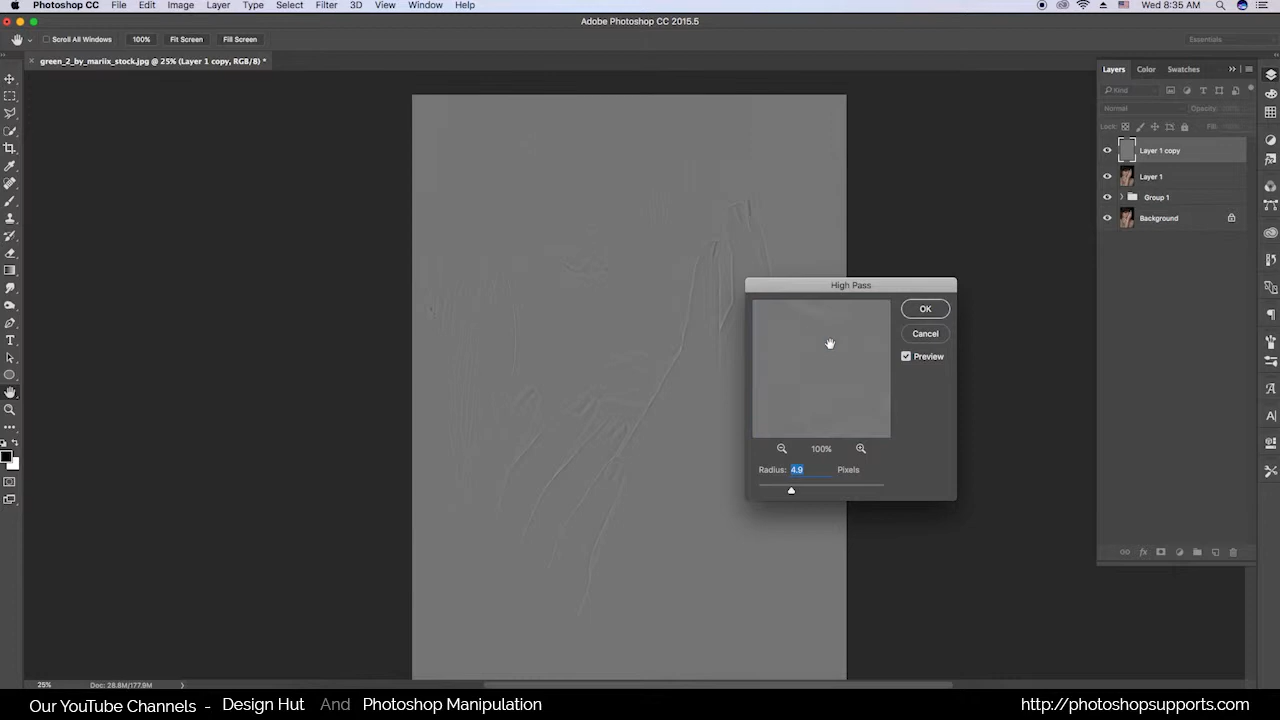 Photoshop CC File Edit Image Layer Type Select Filter 3D View Window Help Wed 8:35 AM
Adobe Photoshop CC 2015.5
Scroll All Windows 100% Fit Screen Fill Screen Essentials
green_2_by_mariix_stock.jpg @ 25% (Layer 1 copy, RGB/8) *
Layers Color Swatches
Kind
Normal Opacity:
Lock: Fill:
Layer 1 copy
Layer 1
Group 1
Background
High Pass
OK
Cancel
Preview
100%
Radius: 4.9 Pixels
25% Doc: 28.6M/177.9M
Our YouTube Channels - Design Hut And Photoshop Manipulation http://photoshopsupports.com